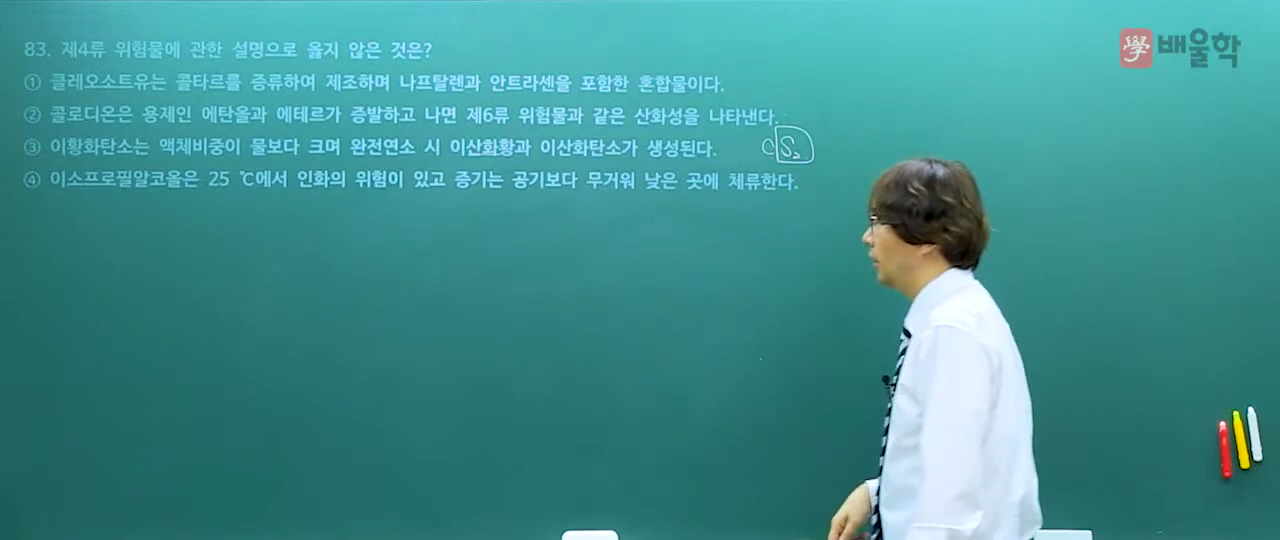 學 배울학
83. 제4류 위험물에 관한 설명으로 옳지 않은 것은?
① 클레오소트유는 콜타르를 증류하여 제조하며 나프탈렌과 안트라센을 포함한 혼합물이다.
② 콜로디온은 용제인 에탄올과 에테르가 증발하고 나면 제6류 위험물과 같은 산화성을 나타낸다.
③ 이황화탄소는 액체비중이 물보다 크며 완전연소 시 이산화황과 이산화탄소가 생성된다.
CS₂
④ 이소프로필알코올은 25 ℃에서 인화의 위험이 있고 증기는 공기보다 무거워 낮은 곳에 체류한다.